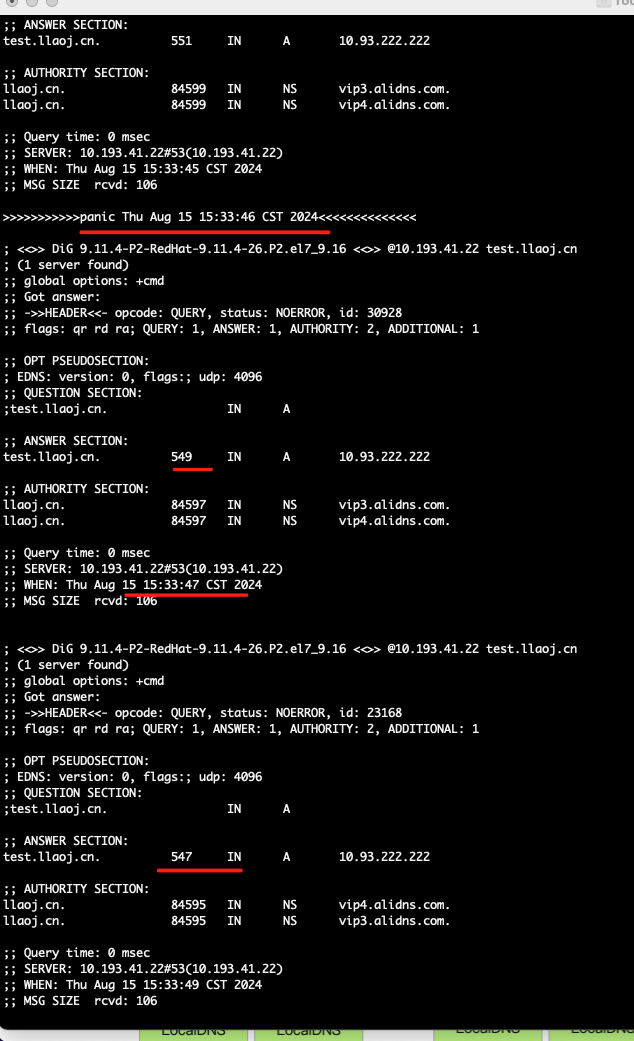 ;; ANSWER SECTION:
test.llaoj.cn. 551 IN A 10.93.222.222
;; AUTHORITY SECTION:
llaoj.cn. 84599 IN NS vip3.alidns.com.
llaoj.cn. 84599 IN NS vip4.alidns.com.
;; Query time: 0 msec
;; SERVER: 10.193.41.22#53(10.193.41.22)
;; WHEN: Thu Aug 15 15:33:45 CST 2024
;; MSG SIZE  rcvd: 106
>>>>>>>>>>>panic Thu Aug 15 15:33:46 CST 2024<<<<<<<<<<<<<<
; <<>> DiG 9.11.4-P2-RedHat-9.11.4-26.P2.el7_9.16 <<>> @10.193.41.22 test.llaoj.cn
; (1 server found)
;; global options: +cmd
;; Got answer:
;; ->>HEADER<<- opcode: QUERY, status: NOERROR, id: 30928
;; flags: qr rd ra; QUERY: 1, ANSWER: 1, AUTHORITY: 2, ADDITIONAL: 1
;; OPT PSEUDOSECTION:
; EDNS: version: 0, flags:; udp: 4096
;; QUESTION SECTION:
;test.llaoj.cn. IN A
;; ANSWER SECTION:
test.llaoj.cn. 549 IN A 10.93.222.222
;; AUTHORITY SECTION:
llaoj.cn. 84597 IN NS vip3.alidns.com.
llaoj.cn. 84597 IN NS vip4.alidns.com.
;; Query time: 0 msec
;; SERVER: 10.193.41.22#53(10.193.41.22)
;; WHEN: Thu Aug 15 15:33:47 CST 2024
;; MSG SIZE  rcvd: 106
; <<>> DiG 9.11.4-P2-RedHat-9.11.4-26.P2.el7_9.16 <<>> @10.193.41.22 test.llaoj.cn
; (1 server found)
;; global options: +cmd
;; Got answer:
;; ->>HEADER<<- opcode: QUERY, status: NOERROR, id: 23168
;; flags: qr rd ra; QUERY: 1, ANSWER: 1, AUTHORITY: 2, ADDITIONAL: 1
;; OPT PSEUDOSECTION:
; EDNS: version: 0, flags:; udp: 4096
;; QUESTION SECTION:
;test.llaoj.cn. IN A
;; ANSWER SECTION:
test.llaoj.cn. 547 IN A 10.93.222.222
;; AUTHORITY SECTION:
llaoj.cn. 84595 IN NS vip4.alidns.com.
llaoj.cn. 84595 IN NS vip3.alidns.com.
;; Query time: 0 msec
;; SERVER: 10.193.41.22#53(10.193.41.22)
;; WHEN: Thu Aug 15 15:33:49 CST 2024
;; MSG SIZE  rcvd: 106
LocalDNS LocalDNS LocalDNS LocalDNS